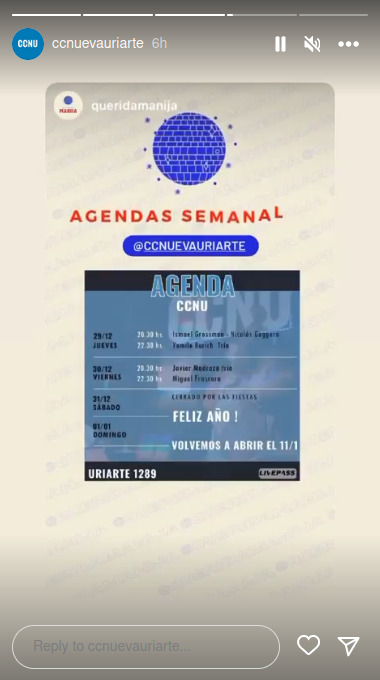 CCNU
ccnuevauriarte 6h
queridamanija
AGENDAS SEMANAL
@CCNUEVAURIARTE
AGENDA
CCNU
29/12
JUEVES
20.30 hs
Ismael Grossman - Nicolás Gaggero
22.30 hs
Yamile Burich Trío
30/12
VIERNES
20.30 hs
Javier Madrazo trío
22.30 hs
Miguel
31/12
SÁBADO
CERRADO POR LAS FIESTAS
FELIZ AÑO !
01/01
DOMINGO
VOLVEMOS A ABRIR EL 11/1
URIARTE 1289
LIVEPASS
Reply to ccnuevauriarte...